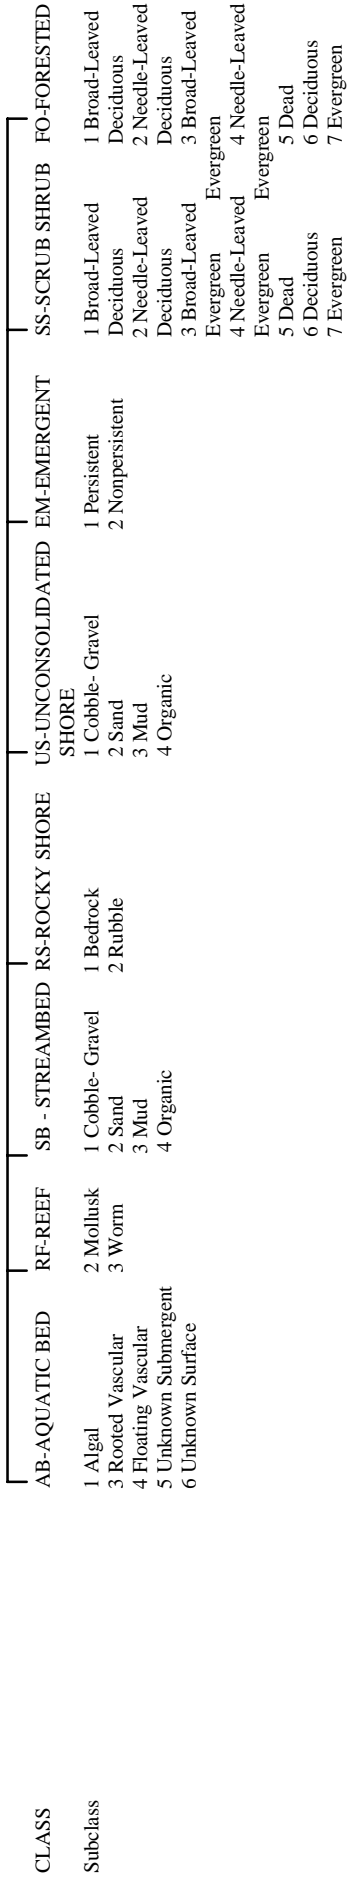 CLASS
Subclass
AB-AQUATIC BED
1 Algal
3 Rooted Vascular
4 Floating Vascular
5 Unknown Submergent
6 Unknown Surface
RF-REEF
2 Mollusk
3 Worm
SB - STREAMBED
1 Cobble- Gravel
2 Sand
3 Mud
4 Organic
RS-ROCKY SHORE
1 Bedrock
2 Rubble
US-UNCONSOLIDATED
SHORE
1 Cobble- Gravel
2 Sand
3 Mud
4 Organic
EM-EMERGENT
1 Persistent
2 Nonpersistent
SS-SCRUB SHRUB
1 Broad-Leaved
Deciduous
2 Needle-Leaved
Deciduous
3 Broad-Leaved
Evergreen
4 Needle-Leaved
Evergreen
5 Dead
6 Deciduous
7 Evergreen
FO-FORESTED
1 Broad-Leaved
Deciduous
2 Needle-Leaved
Deciduous
3 Broad-Leaved
Evergreen
4 Needle-Leaved
Evergreen
5 Dead
6 Deciduous
7 Evergreen